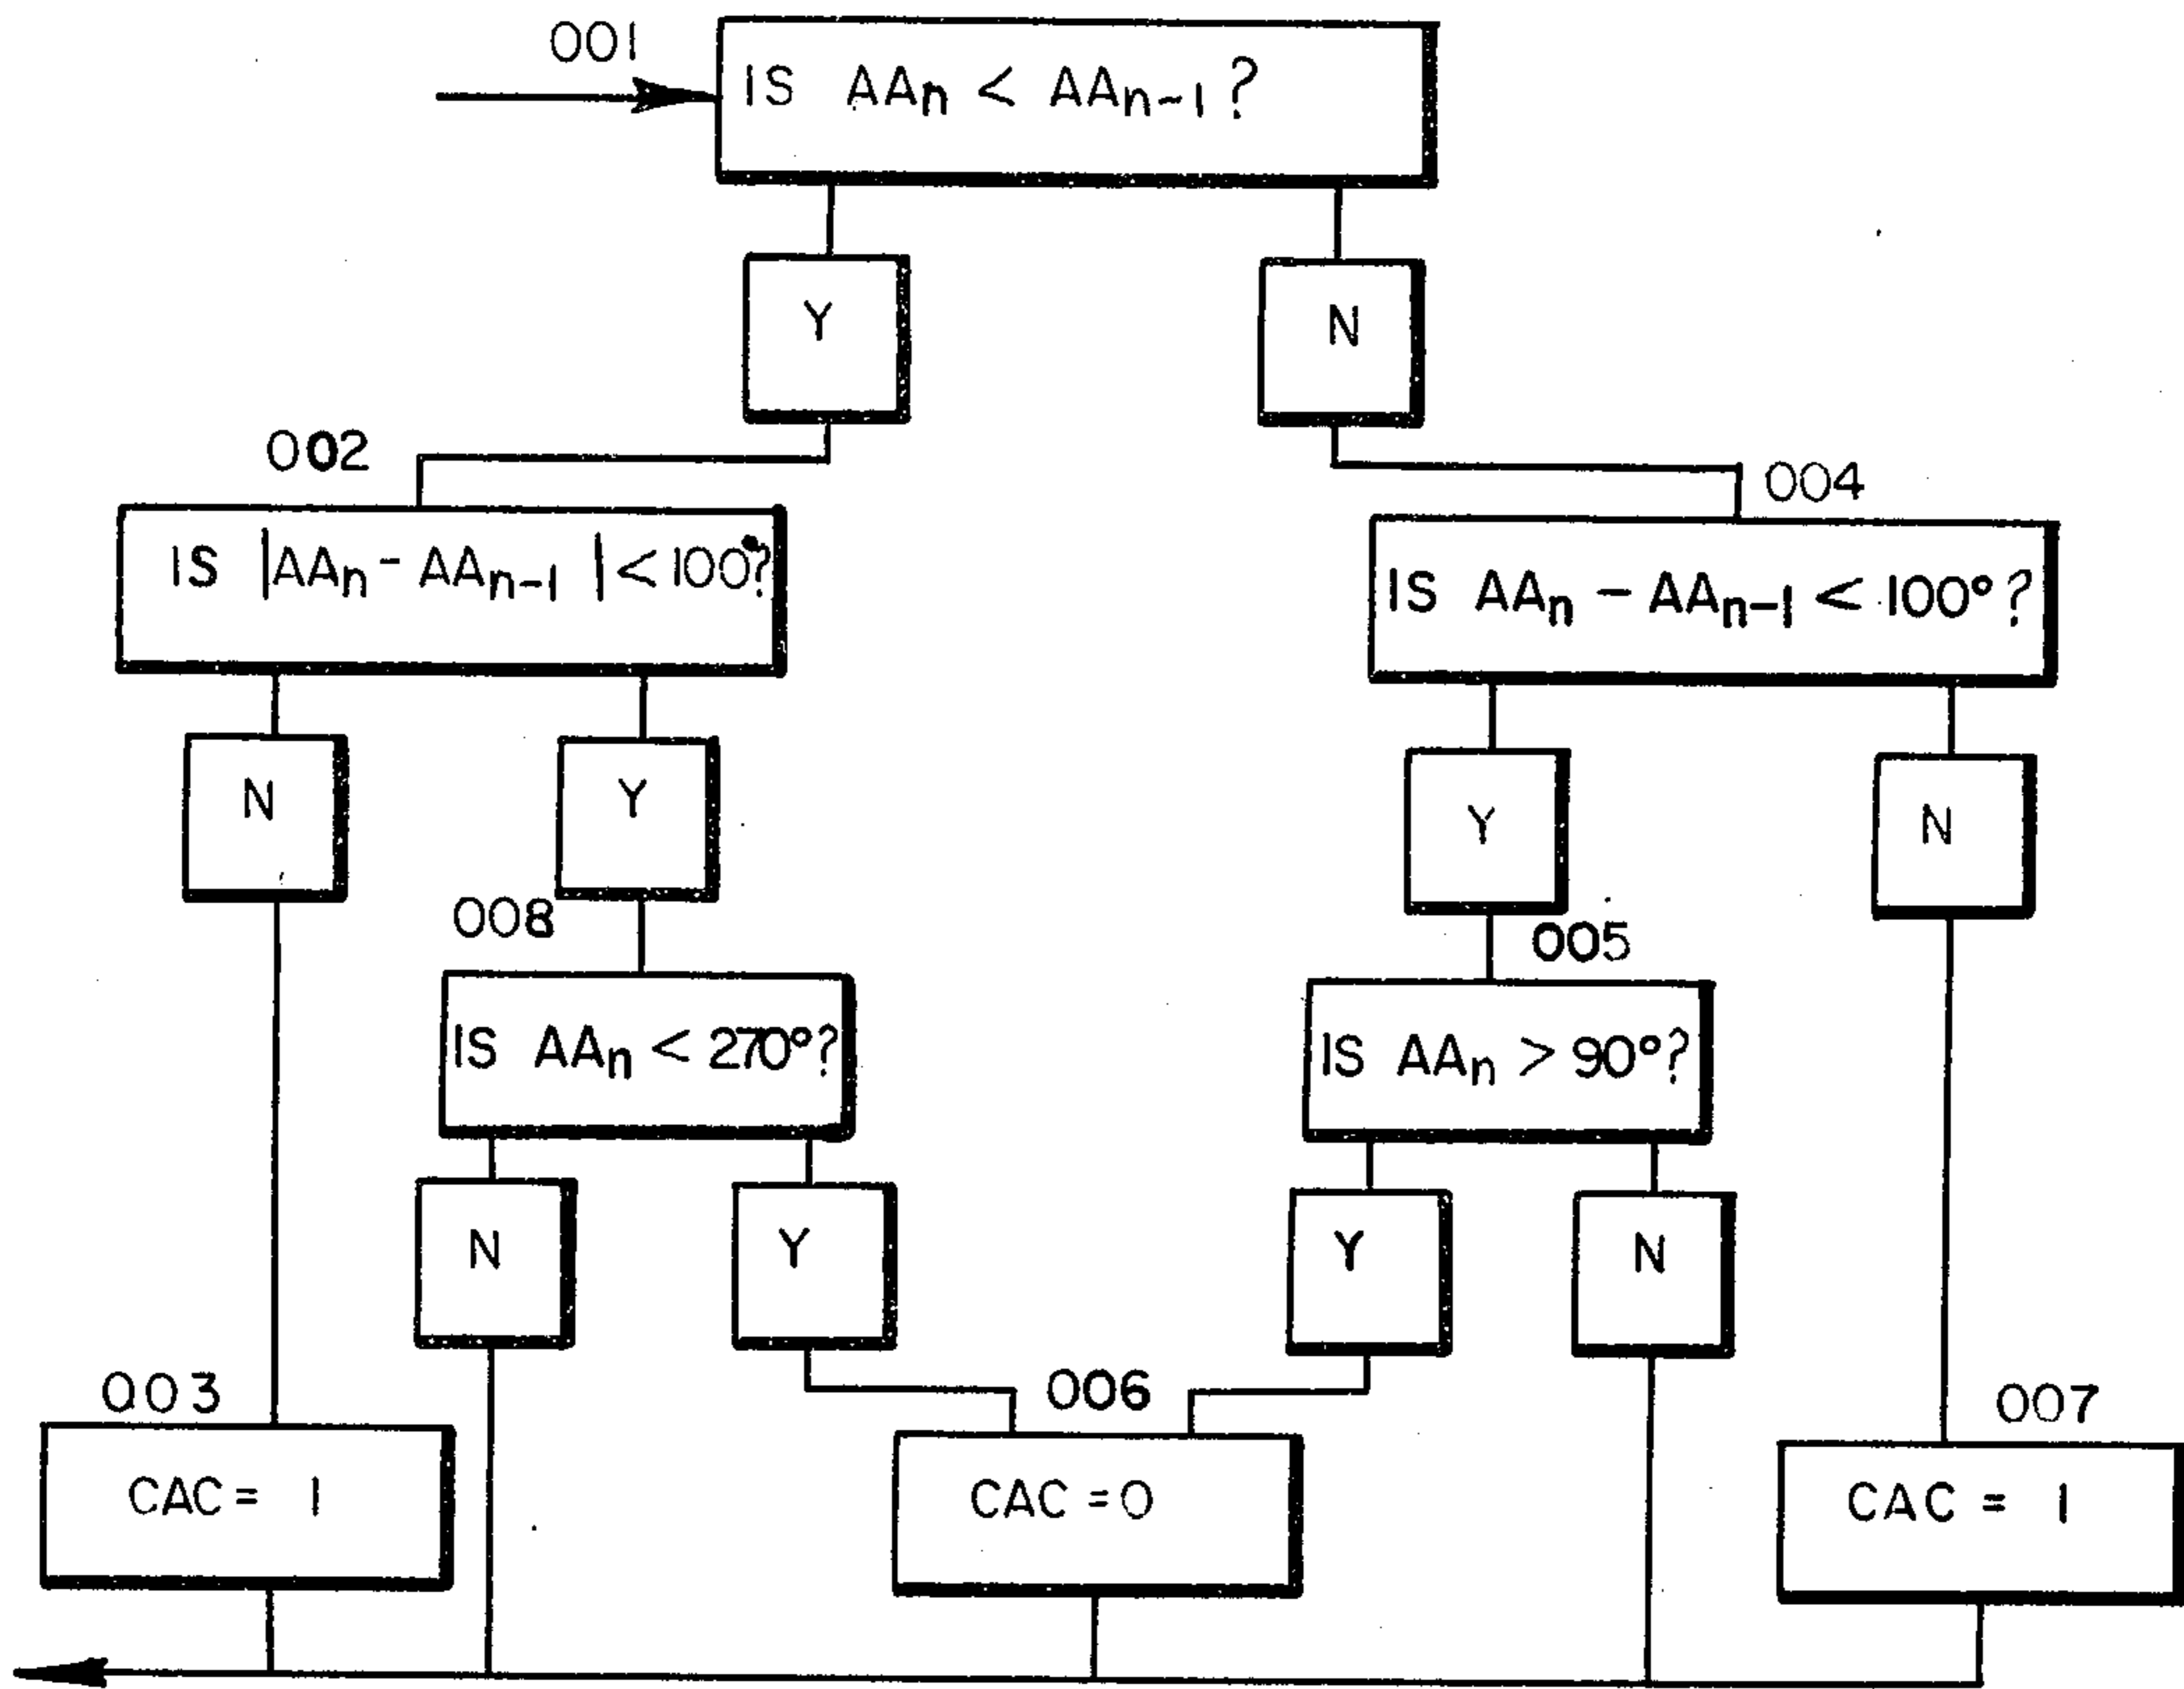 001
IS AAn < AAn-1 ?
Y
N
002
004
IS |AAn - AAn-1 | < 100°?
IS AAn - AAn-1 < 100° ?
N
Y
Y
N
008
005
IS AAn < 270°?
IS AAn > 90°?
N
Y
Y
N
003
006
007
CAC = 1
CAC = 0
CAC = 1